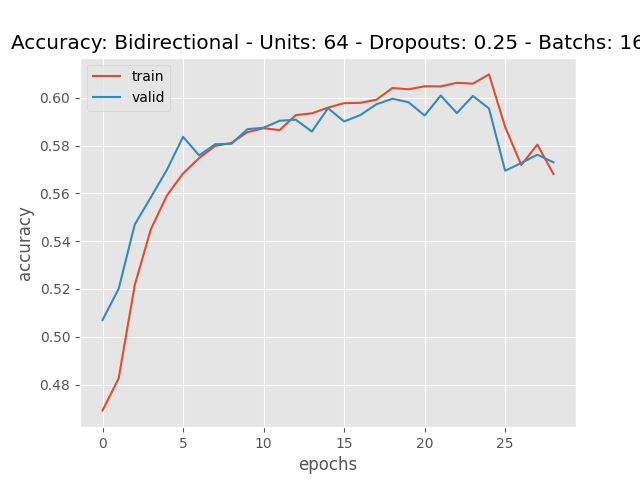 Accuracy: Bidirectional - Units: 64 - Dropouts: 0.25 - Batchs: 16
train
valid
0.60
0.58
0.56
0.54
0.52
0.50
0.48
accuracy
0 5 10 15 20 25
epochs